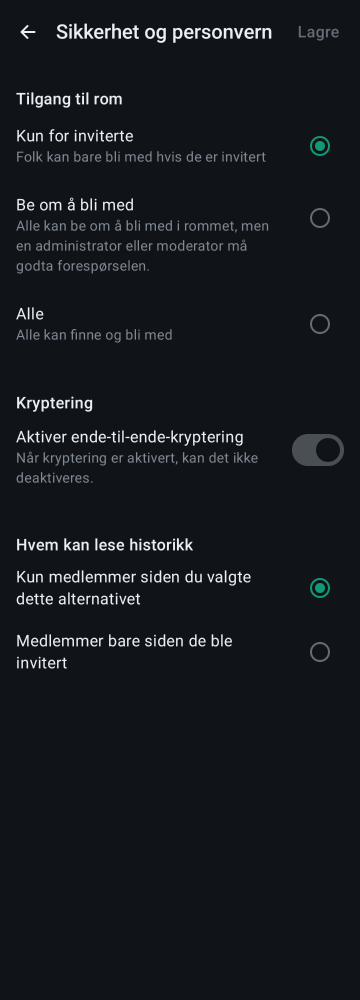 Sikkerhet og personvern
Lagre
Tilgang til rom
Kun for inviterte
Folk kan bare bli med hvis de er invitert
Be om å bli med
Alle kan be om å bli med i rommet, men
en administrator eller moderator må
godta forespørselen.
Alle
Alle kan finne og bli med
Kryptering
Aktiver ende-til-ende-kryptering
Når kryptering er aktivert, kan det ikke
deaktiveres.
Hvem kan lese historikk
Kun medlemmer siden du valgte
dette alternativet
Medlemmer bare siden de ble
invitert